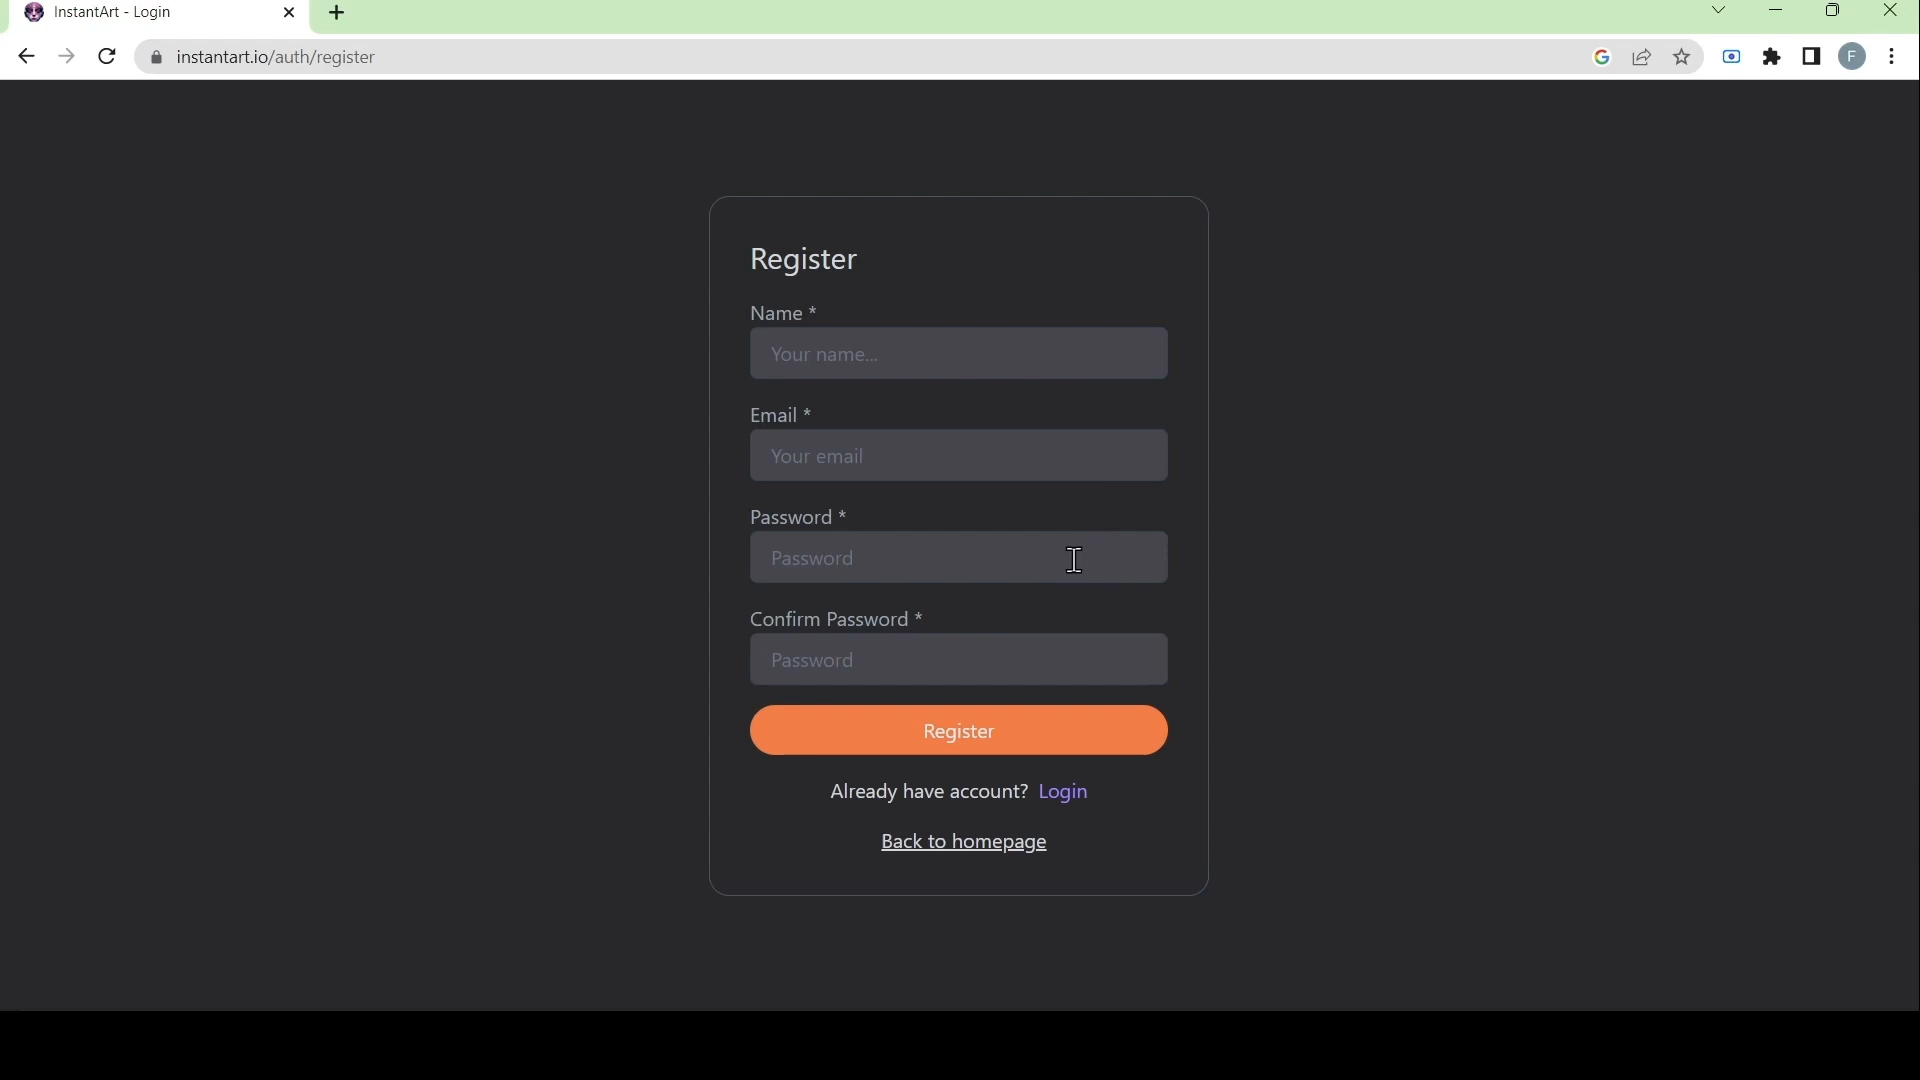 InstantArt - Login
instantart.io/auth/register
F
Register
Name *
Your name...
Email *
Your email
Password *
Password
Confirm Password *
Password
Register
Already have account? Login
Back to homepage